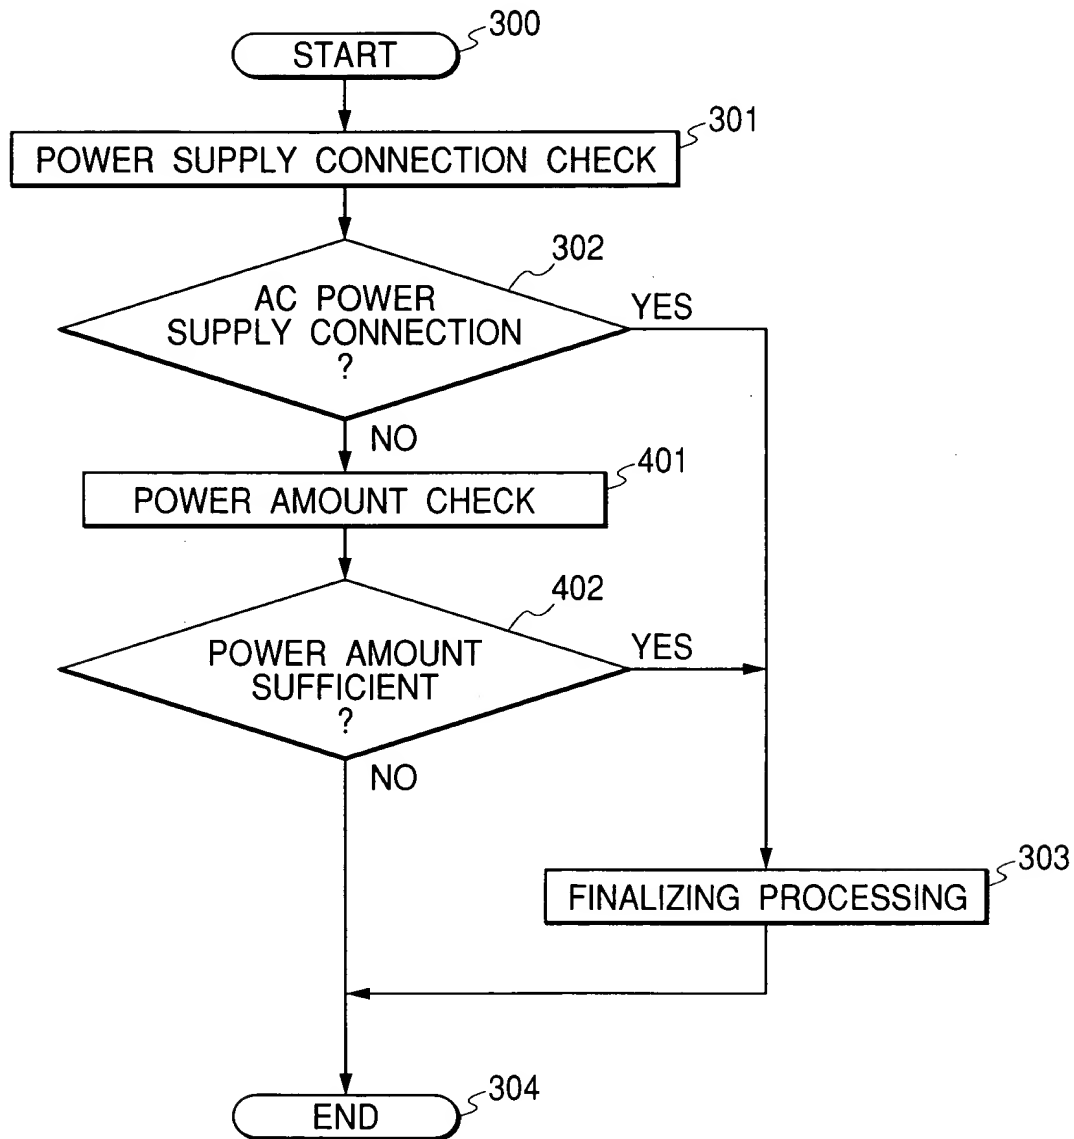 300
START
301
POWER SUPPLY CONNECTION CHECK
302
AC POWER
SUPPLY CONNECTION
?
YES
NO
401
POWER AMOUNT CHECK
402
POWER AMOUNT
SUFFICIENT
?
YES
NO
303
FINALIZING PROCESSING
304
END